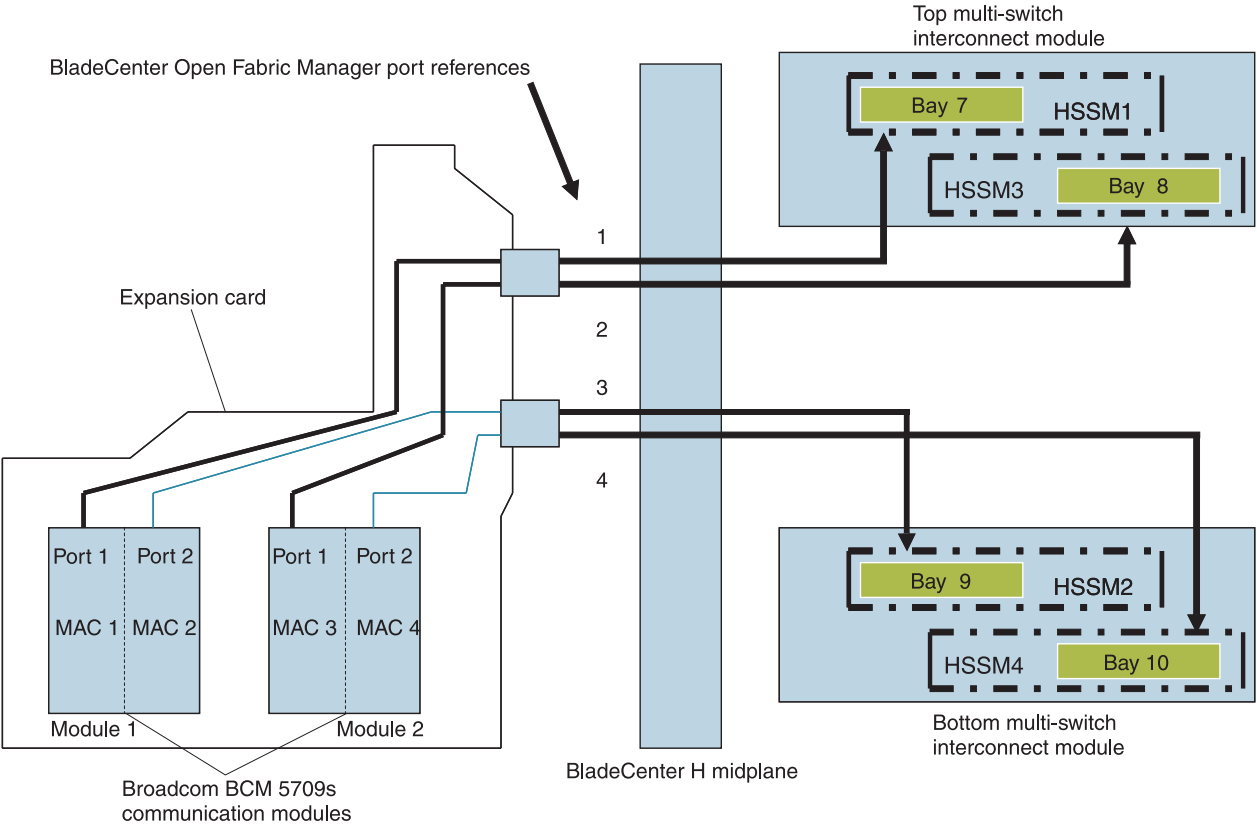 Top multi-switch
interconnect module
BladeCenter Open Fabric Manager port references
Bay 7
HSSM1
HSSM3
Bay 8
1
Expansion card
2
3
4
Port 1
Port 2
Port 1
Port 2
MAC 1
MAC 2
MAC 3
MAC 4
Module 1
Module 2
Bay 9
HSSM2
HSSM4
Bay 10
Bottom multi-switch
interconnect module
BladeCenter H midplane
Broadcom BCM 5709s
communication modules